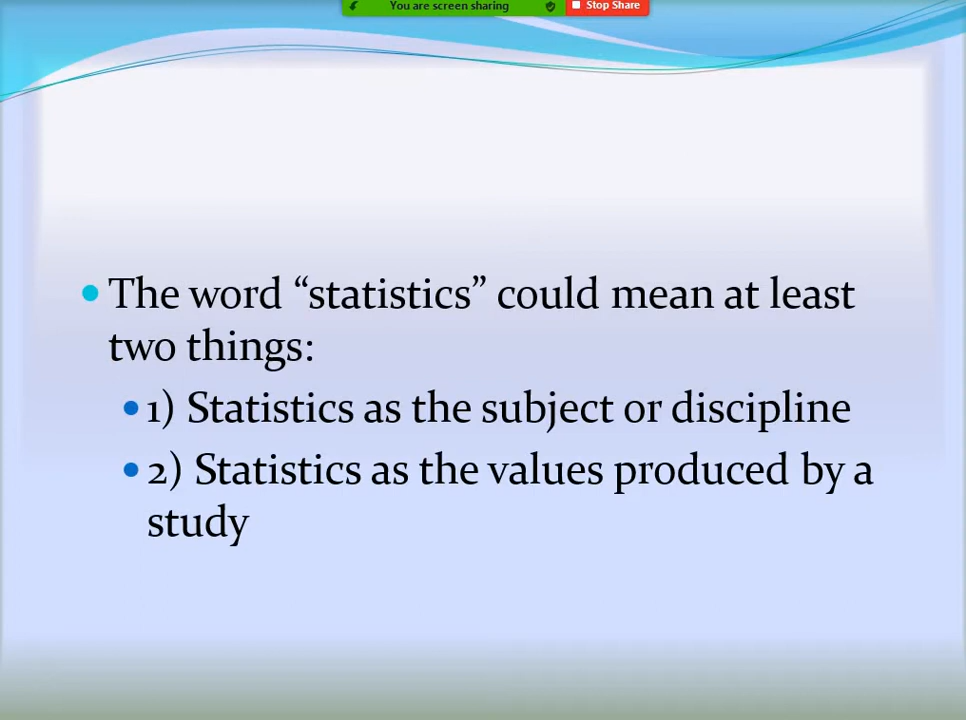 You are screen sharing Stop Share
The word “statistics” could mean at least
two things:
1) Statistics as the subject or discipline
2) Statistics as the values produced by a
study